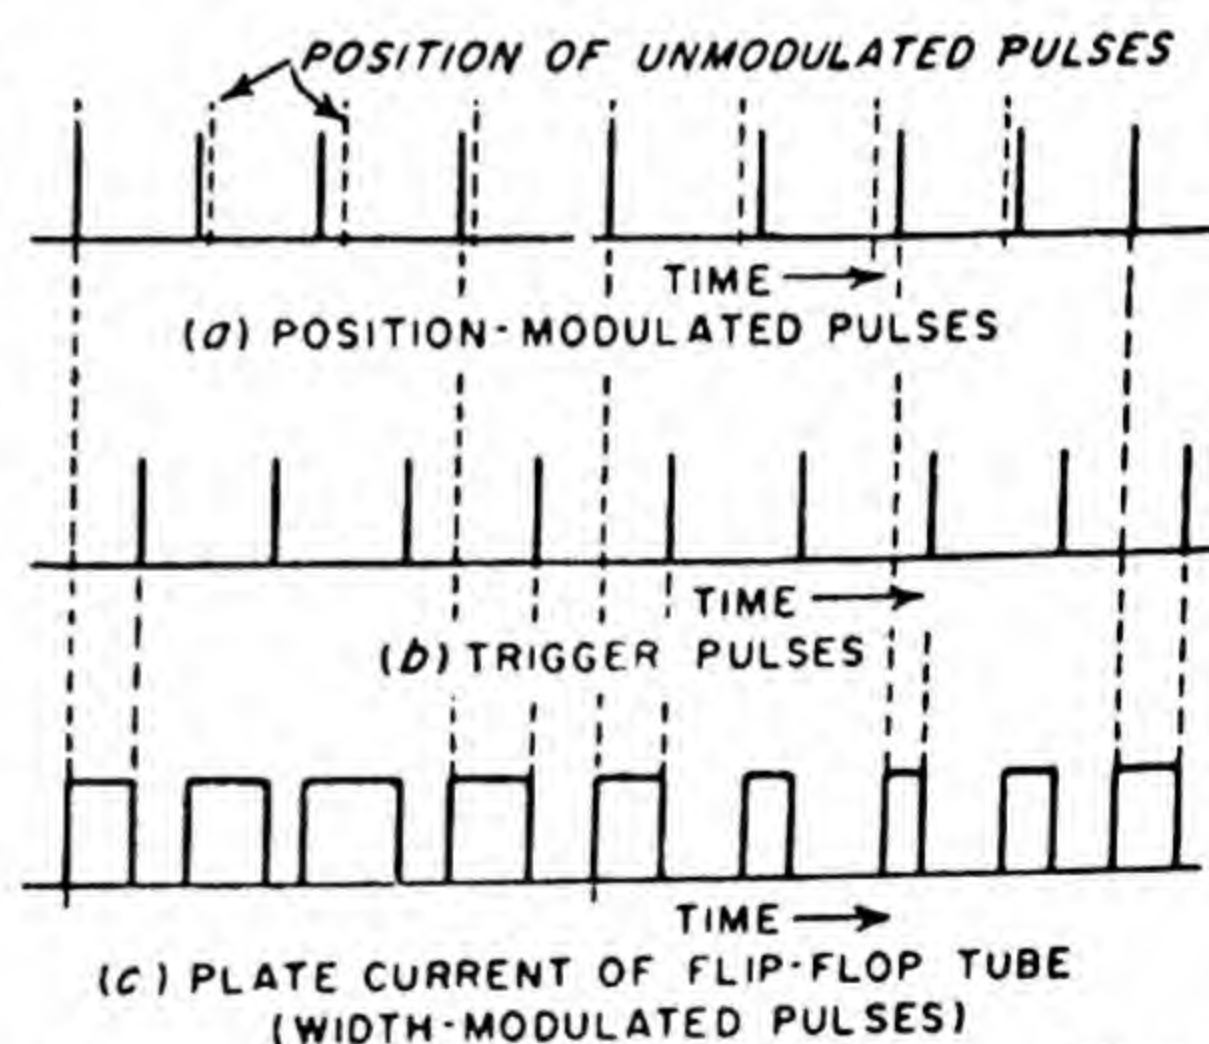 POSITION OF UNMODULATED PULSES
TIME
(a) POSITION-MODULATED PULSES
TIME
(b) TRIGGER PULSES
TIME
(c) PLATE CURRENT OF FLIP-FLOP TUBE
(WIDTH-MODULATED PULSES)